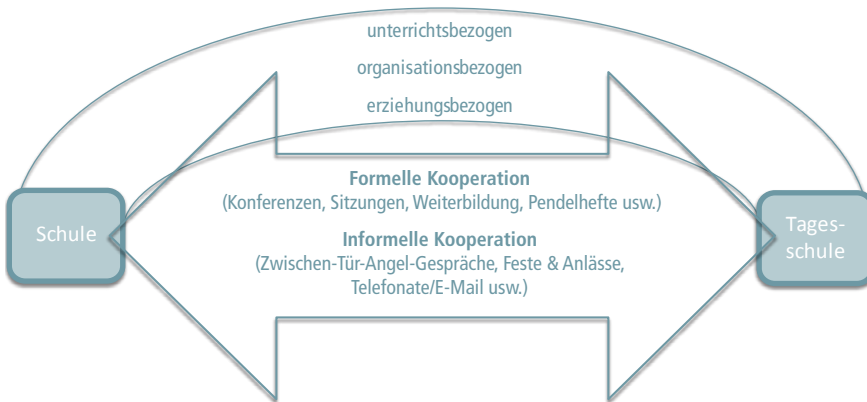 unterrichtsbezogen
organisationsbezogen
erziehungsbezogen
Formelle Kooperation
(Konferenzen, Sitzungen, Weiterbildung, Pendelhefte usw.)
Schule
Informelle Kooperation
(Zwischen-Tür-Angel-Gespräche, Feste & Anlässe,
Telefonate/E-Mail usw.)
Tages-
schule